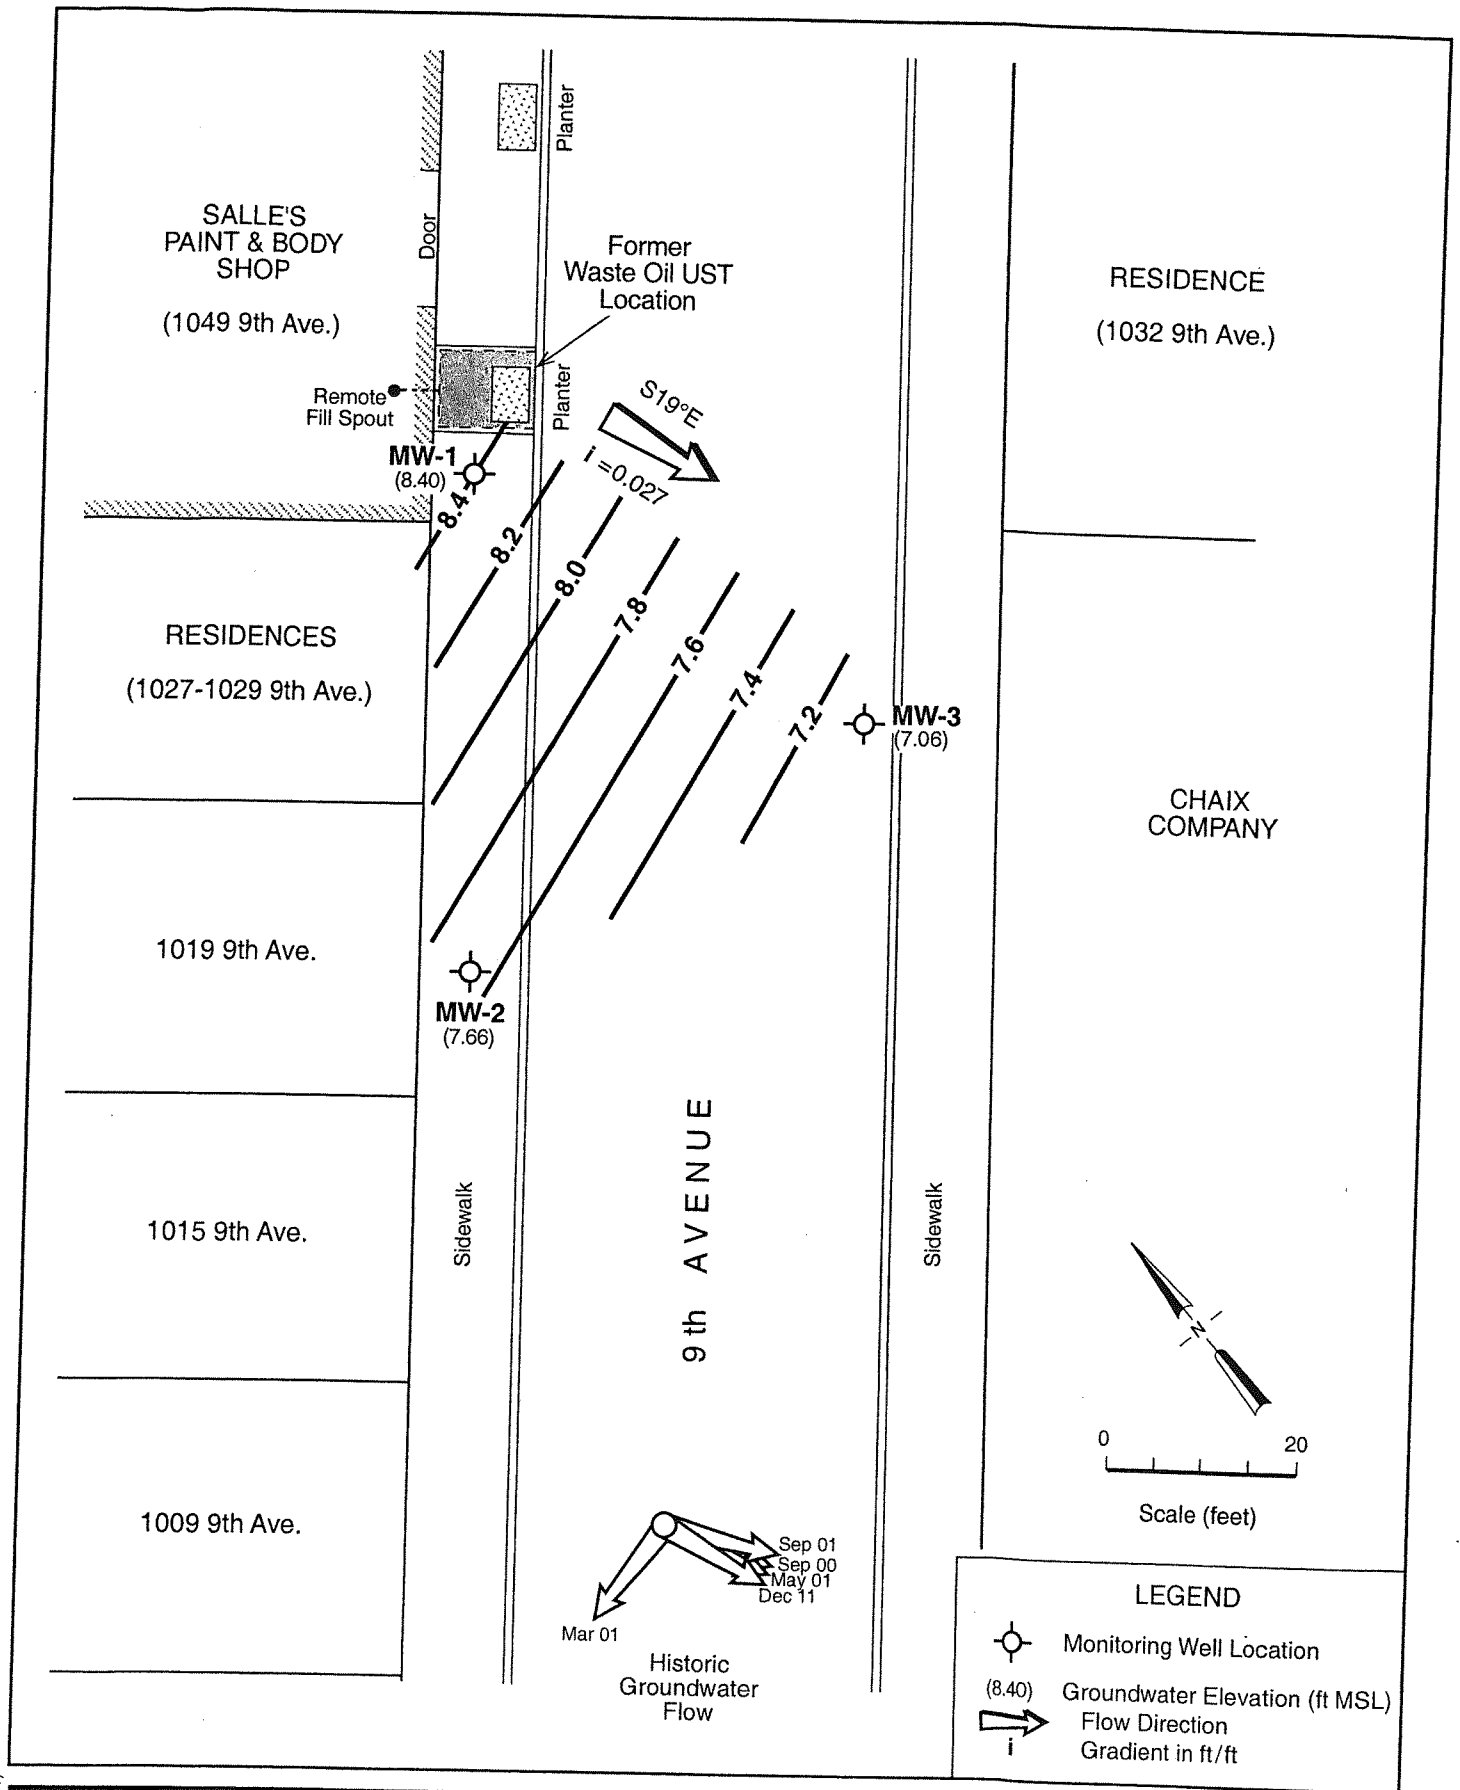 Planter
SALLE'S
PAINT & BODY
SHOP
(1049 9th Ave.)
Door
Former
Waste Oil UST
Location
RESIDENCE
(1032 9th Ave.)
Remote
Fill Spout
Planter
S19°E
i =0.027
MW-1
(8.40)
8.4
8.2
8.0
7.8
7.6
7.4
7.2
RESIDENCES
(1027-1029 9th Ave.)
MW-3
(7.06)
CHAIX
COMPANY
1019 9th Ave.
MW-2
(7.66)
9th AVENUE
1015 9th Ave.
Sidewalk
Sidewalk
N
0 20
Scale (feet)
1009 9th Ave.
Sep 01
Sep 00
May 01
Dec 11
Mar 01
Historic
Groundwater
Flow
LEGEND
Monitoring Well Location
(8.40) Groundwater Elevation (ft MSL)
Flow Direction
i Gradient in ft/ft